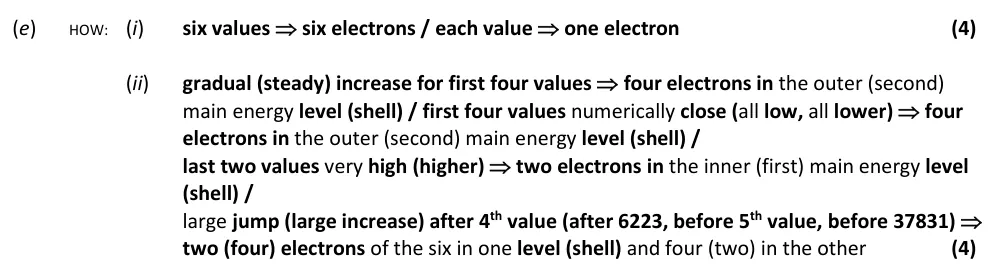 (e) HOW: (i) six values ⇒ six electrons / each value ⇒ one electron (4)
(ii) gradual (steady) increase for first four values ⇒ four electrons in the outer (second)
main energy level (shell) / first four values numerically close (all low, all lower) ⇒ four
electrons in the outer (second) main energy level (shell) /
last two values very high (higher) ⇒ two electrons in the inner (first) main energy level
(shell) /
large jump (large increase) after 4th value (after 6223, before 5th value, before 37831) ⇒
two (four) electrons of the six in one level (shell) and four (two) in the other (4)